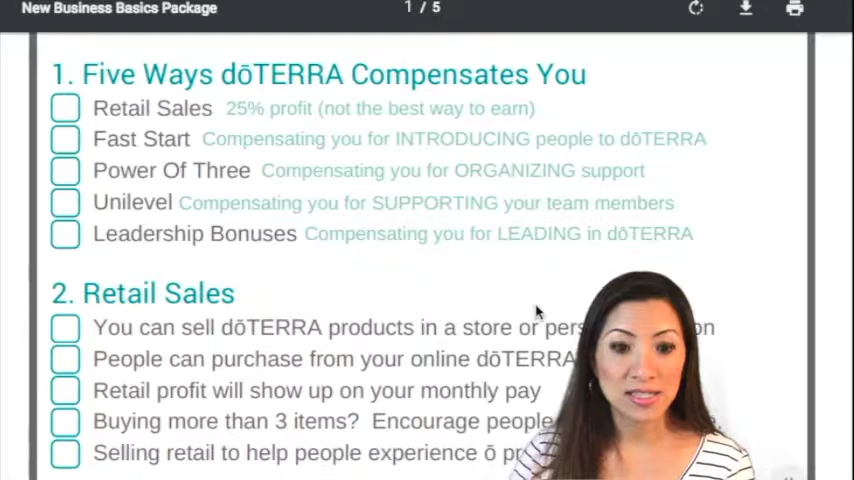 New Business Basics Package
1 / 5
1. Five Ways dōTERRA Compensates You
Retail Sales 25% profit (not the best way to earn)
Fast Start Compensating you for INTRODUCING people to dōTERRA
Power Of Three Compensating you for ORGANIZING support
Unilevel Compensating you for SUPPORTING your team members
Leadership Bonuses Compensating you for LEADING in dōTERRA
2. Retail Sales
You can sell dōTERRA products in a store or
People can purchase from your online dōTERRA
Retail profit will show up on your monthly pay
Buying more than 3 items? Encourage people
Selling retail to help people experience ō